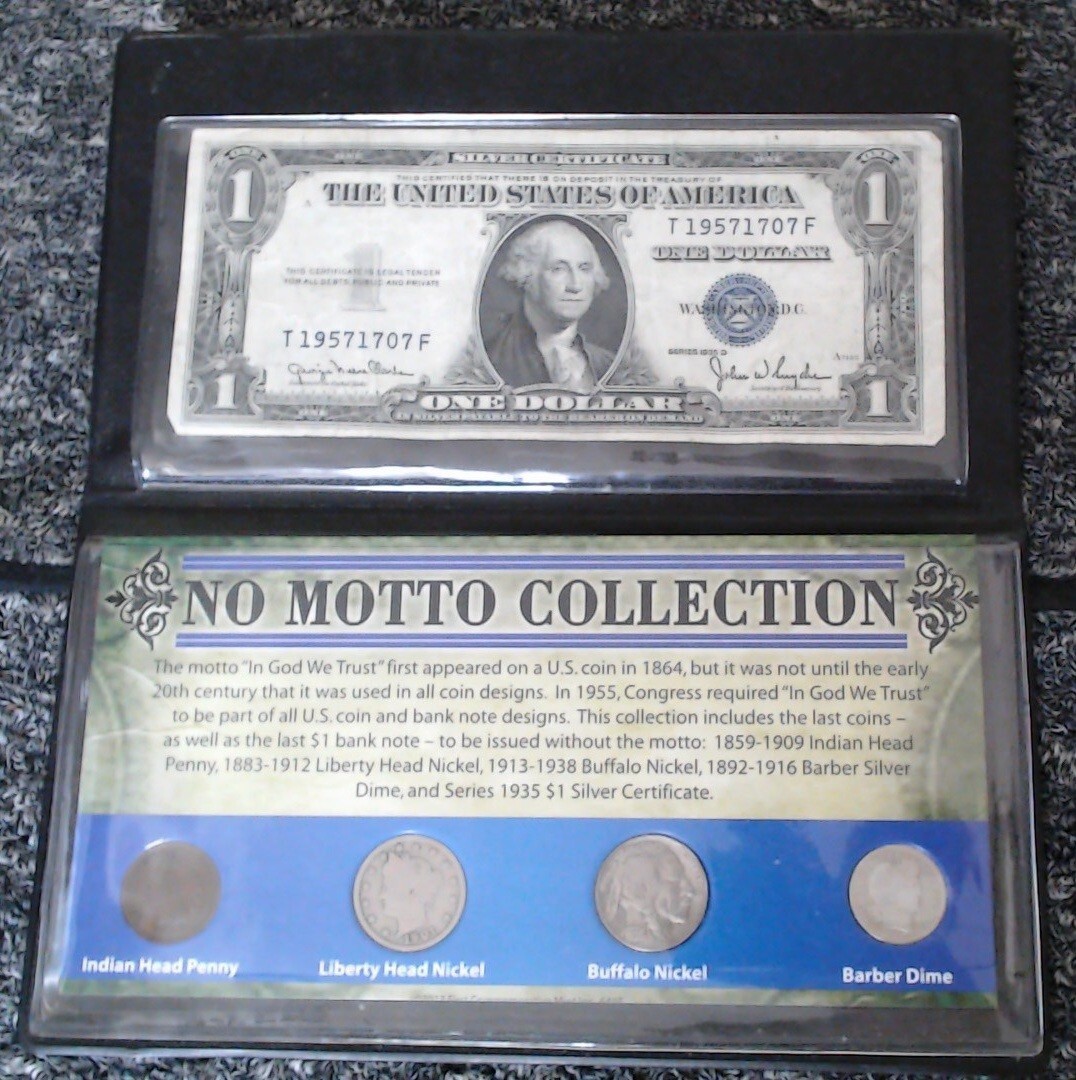 SILVER CERTIFICATE
THIS CERTIFIES THAT THERE IS ON DEPOSIT IN THE TREASURY OF
THE UNITED STATES OF AMERICA
1
1
T 19571707 F
ONE DOLLAR
THIS CERTIFICATE IS LEGAL TENDER
FOR ALL DEBTS, PUBLIC AND PRIVATE
1
WASHINGTON, D.C.
T 19571707 F
SERIES 1935 D
1
1
ONE DOLLAR
IN SILVER PAYABLE TO THE BEARER ON DEMAND
NO MOTTO COLLECTION
The motto "In God We Trust" first appeared on a U.S. coin in 1864, but it was not until the early
20th century that it was used in all coin designs. In 1955, Congress required "In God We Trust"
to be part of all U.S. coin and bank note designs. This collection includes the last coins –
as well as the last $1 bank note – to be issued without the motto: 1859-1909 Indian Head
Penny, 1883-1912 Liberty Head Nickel, 1913-1938 Buffalo Nickel, 1892-1916 Barber Silver
Dime, and Series 1935 $1 Silver Certificate.
Indian Head Penny
Liberty Head Nickel
Buffalo Nickel
Barber Dime